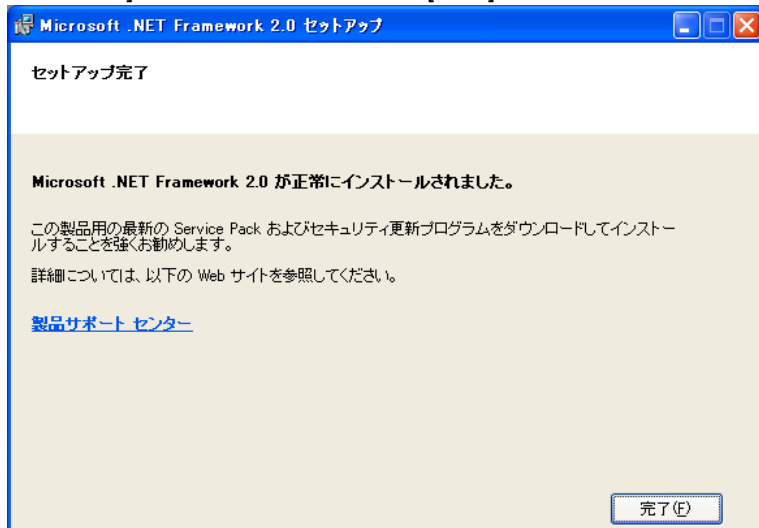 Microsoft .NET Framework 2.0 セットアップ
セットアップ完了
Microsoft .NET Framework 2.0 が正常にインストールされました。
この製品用の最新の Service Pack およびセキュリティ更新プログラムをダウンロードしてインストー
ルすることを強くお勧めします。
詳細については、以下の Web サイトを参照してください。
製品サポート センター
完了(F)